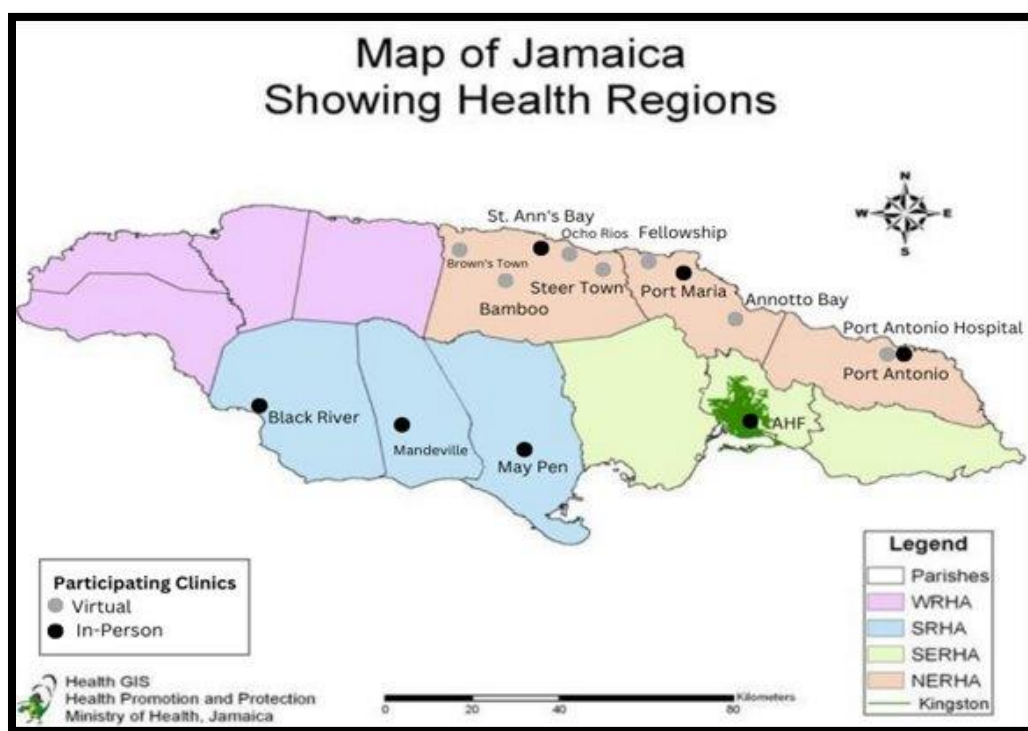 Map of Jamaica
Showing Health Regions
N
W
E
S
St. Ann's Bay
Ocho Rios
Fellowship
Brown's Town
Steer Town
Port Maria
Bamboo
Annotto Bay
Port Antonio Hospital
Port Antonio
Black River
Mandeville
May Pen
AHF
Participating Clinics
Virtual
In-Person
Legend
Parishes
WRHA
SRHA
SERHA
NERHA
Kingston
Health GIS
Health Promotion and Protection
Ministry of Health, Jamaica
Kilometers
0 20 40 80